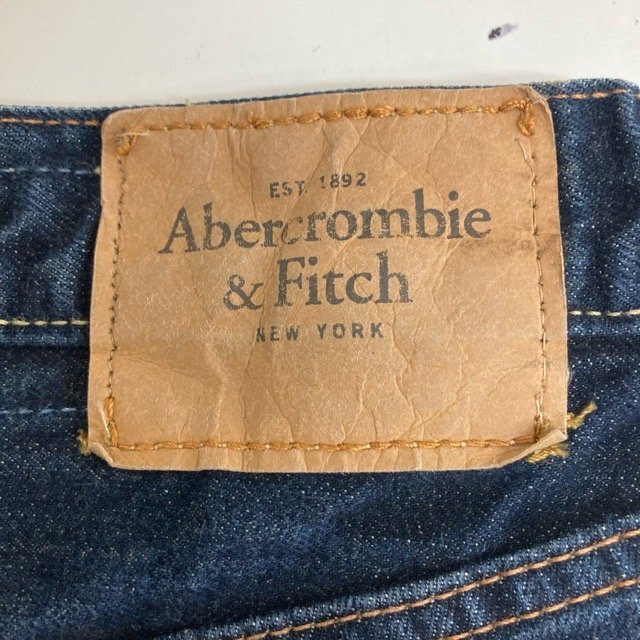 EST. 1892
Abercrombie
& Fitch
NEW YORK